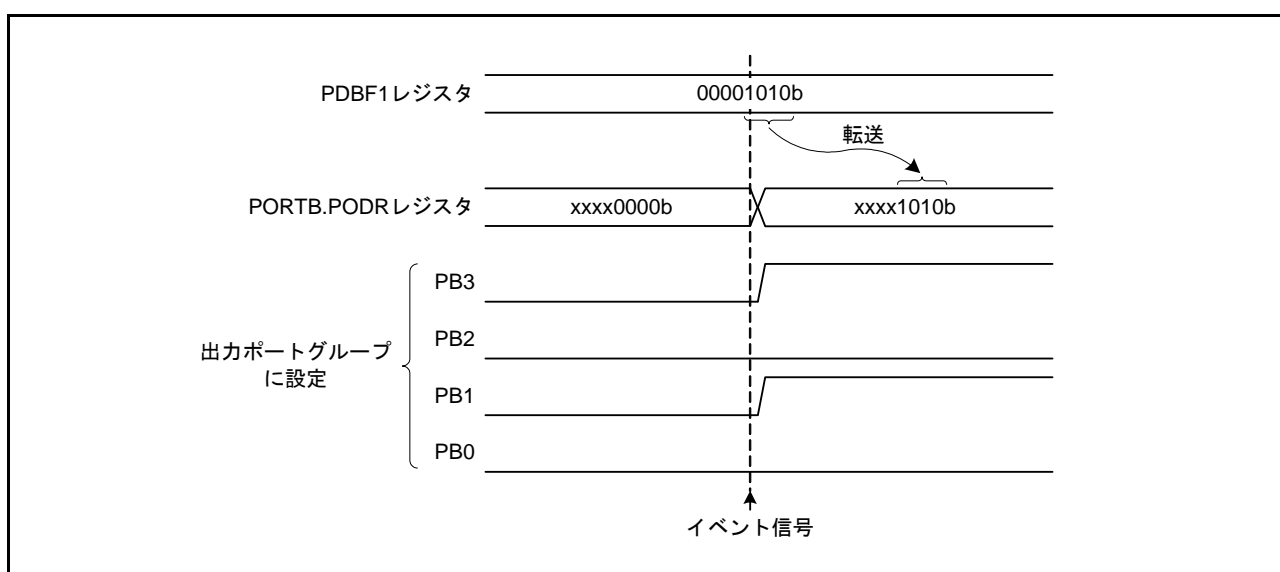 PDBF1レジスタ
00001010b
転送
PORTB.PODRレジスタ
xxxx0000b
xxxx1010b
PB3
PB2
出力ポートグループ
に設定
PB1
PB0
イベント信号